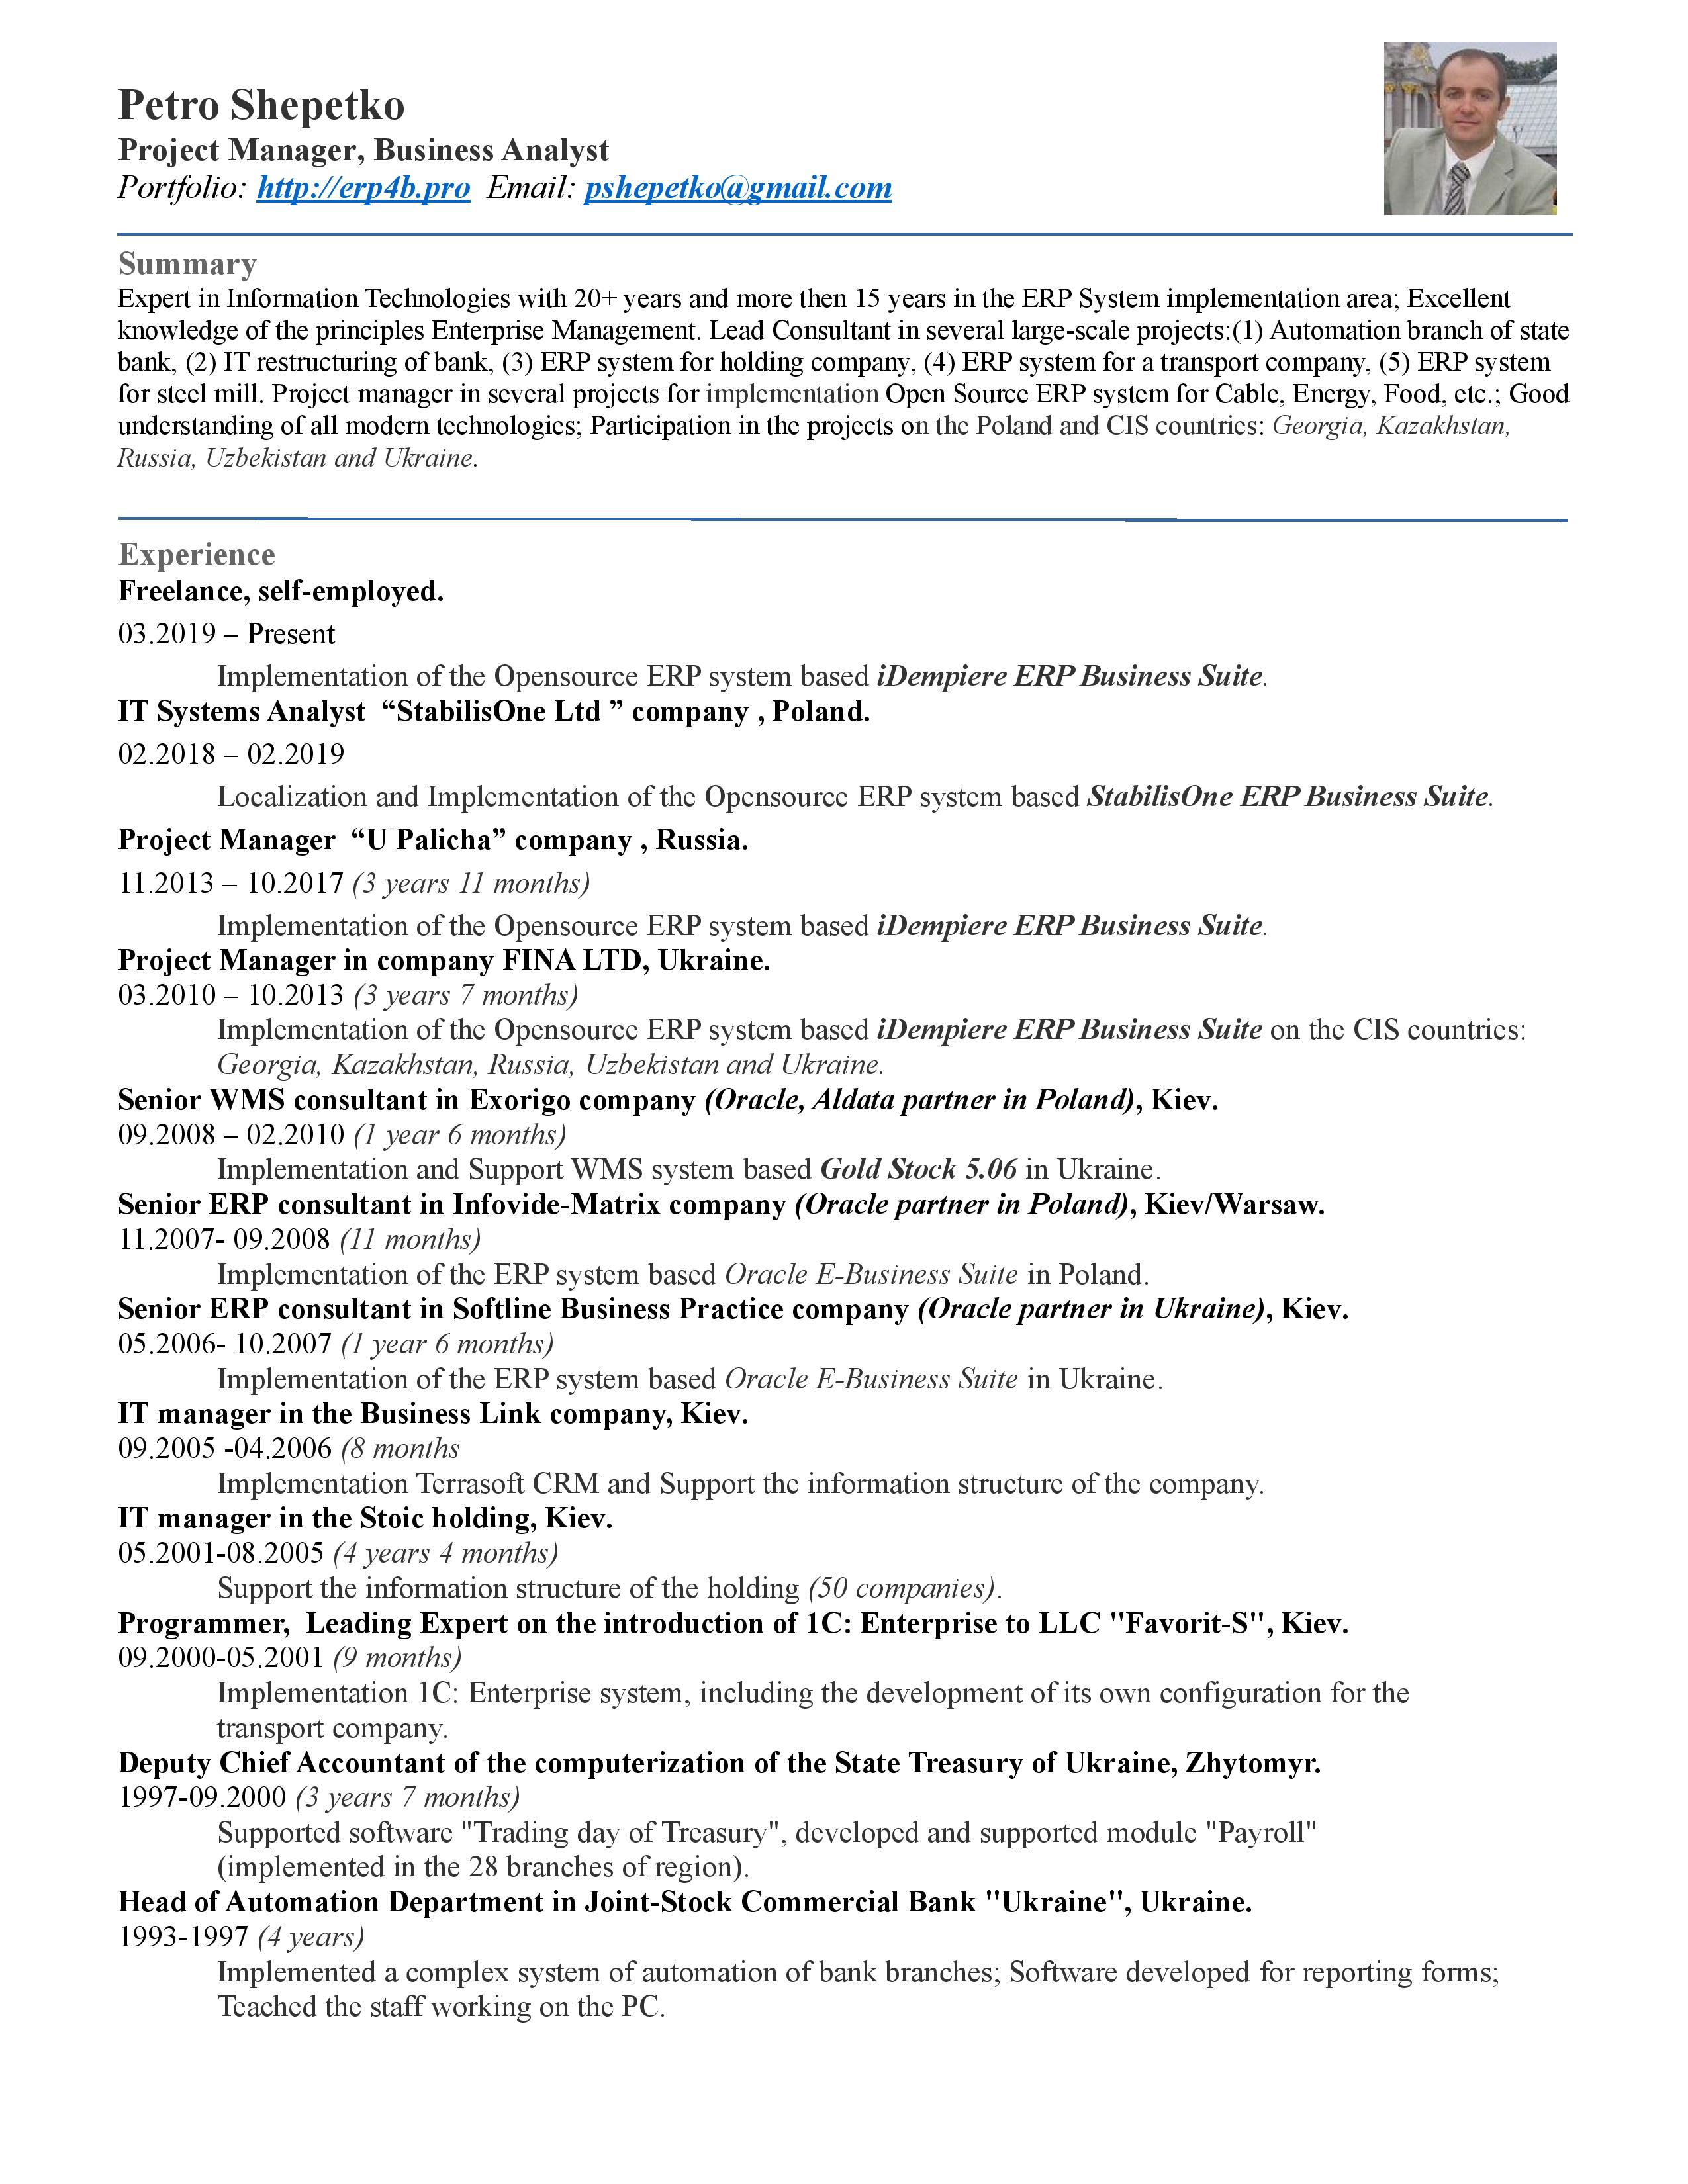 Petro Shepetko
Project Manager, Business Analyst
Portfolio: http://erp4b.pro Email: pshepetko@gmail.com
Summary
Expert in Information Technologies with 20+ years and more then 15 years in the ERP System implementation area; Excellent
knowledge of the principles Enterprise Management. Lead Consultant in several large-scale projects:(1) Automation branch of state
bank, (2) IT restructuring of bank, (3) ERP system for holding company, (4) ERP system for a transport company, (5) ERP system
for steel mill. Project manager in several projects for implementation Open Source ERP system for Cable, Energy, Food, etc.; Good
understanding of all modern technologies; Participation in the projects on the Poland and CIS countries: Georgia, Kazakhstan,
Russia, Uzbekistan and Ukraine.
Experience
Freelance, self-employed.
03.2019 – Present
Implementation of the Opensource ERP system based iDempiere ERP Business Suite.
IT Systems Analyst “StabilisOne Ltd ” company , Poland.
02.2018 – 02.2019
Localization and Implementation of the Opensource ERP system based StabilisOne ERP Business Suite.
Project Manager “U Palicha” company , Russia.
11.2013 – 10.2017 (3 years 11 months)
Implementation of the Opensource ERP system based iDempiere ERP Business Suite.
Project Manager in company FINA LTD, Ukraine.
03.2010 – 10.2013 (3 years 7 months)
Implementation of the Opensource ERP system based iDempiere ERP Business Suite on the CIS countries:
Georgia, Kazakhstan, Russia, Uzbekistan and Ukraine.
Senior WMS consultant in Exorigo company (Oracle, Aldata partner in Poland), Kiev.
09.2008 – 02.2010 (1 year 6 months)
Implementation and Support WMS system based Gold Stock 5.06 in Ukraine.
Senior ERP consultant in Infovide-Matrix company (Oracle partner in Poland), Kiev/Warsaw.
11.2007- 09.2008 (11 months)
Implementation of the ERP system based Oracle E-Business Suite in Poland.
Senior ERP consultant in Softline Business Practice company (Oracle partner in Ukraine), Kiev.
05.2006- 10.2007 (1 year 6 months)
Implementation of the ERP system based Oracle E-Business Suite in Ukraine.
IT manager in the Business Link company, Kiev.
09.2005 -04.2006 (8 months
Implementation Terrasoft CRM and Support the information structure of the company.
IT manager in the Stoic holding, Kiev.
05.2001-08.2005 (4 years 4 months)
Support the information structure of the holding (50 companies).
Programmer, Leading Expert on the introduction of 1C: Enterprise to LLC "Favorit-S", Kiev.
09.2000-05.2001 (9 months)
Implementation 1C: Enterprise system, including the development of its own configuration for the
transport company.
Deputy Chief Accountant of the computerization of the State Treasury of Ukraine, Zhytomyr.
1997-09.2000 (3 years 7 months)
Supported software "Trading day of Treasury", developed and supported module "Payroll"
(implemented in the 28 branches of region).
Head of Automation Department in Joint-Stock Commercial Bank "Ukraine", Ukraine.
1993-1997 (4 years)
Implemented a complex system of automation of bank branches; Software developed for reporting forms;
Teached the staff working on the PC.